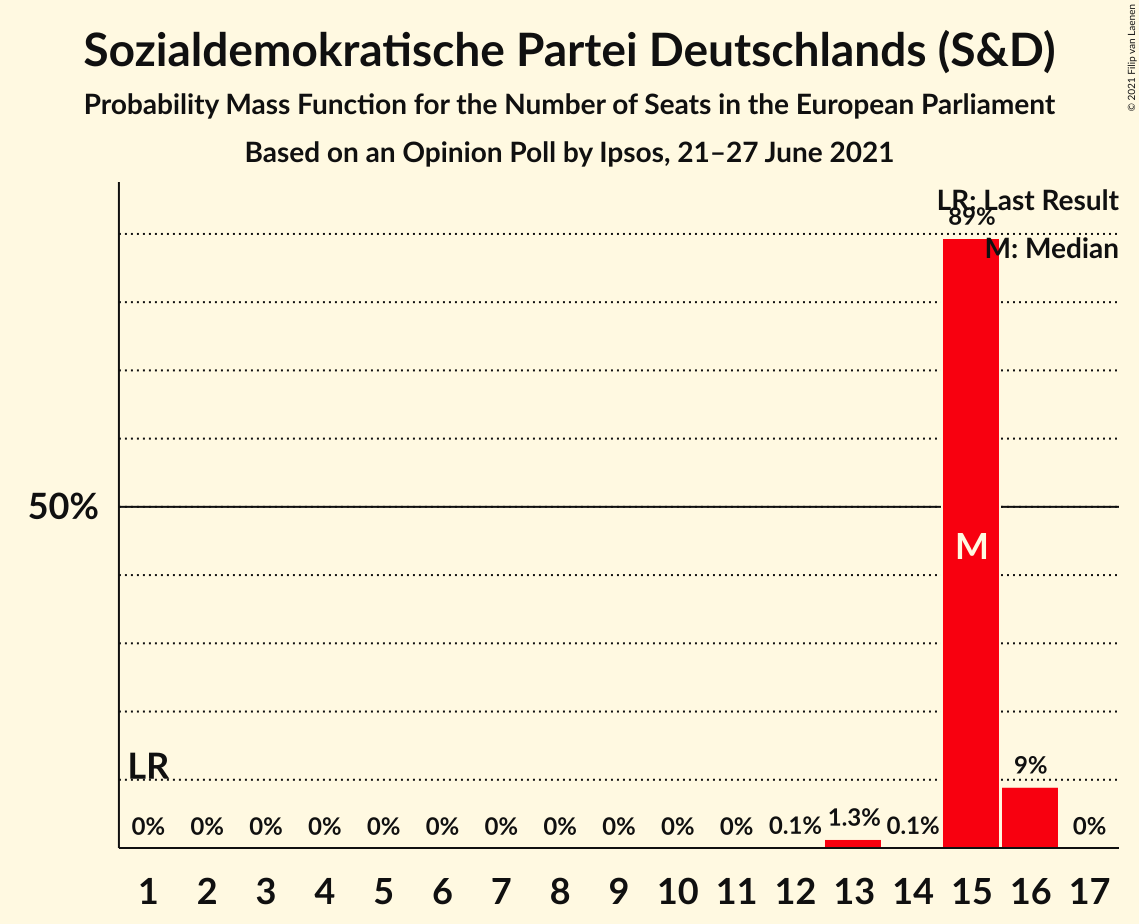 Sozialdemokratische Partei Deutschlands (S&D)
Probability Mass Function for the Number of Seats in the European Parliament
Based on an Opinion Poll by Ipsos, 21–27 June 2021
© 2021 Filip van Laenen
LR: Last Result
89%
M: Median
50%
M
LR
9%
0% 0% 0% 0% 0% 0% 0% 0% 0% 0% 0% 0.1% 1.3% 0.1% 0%
1 2 3 4 5 6 7 8 9 10 11 12 13 14 15 16 17